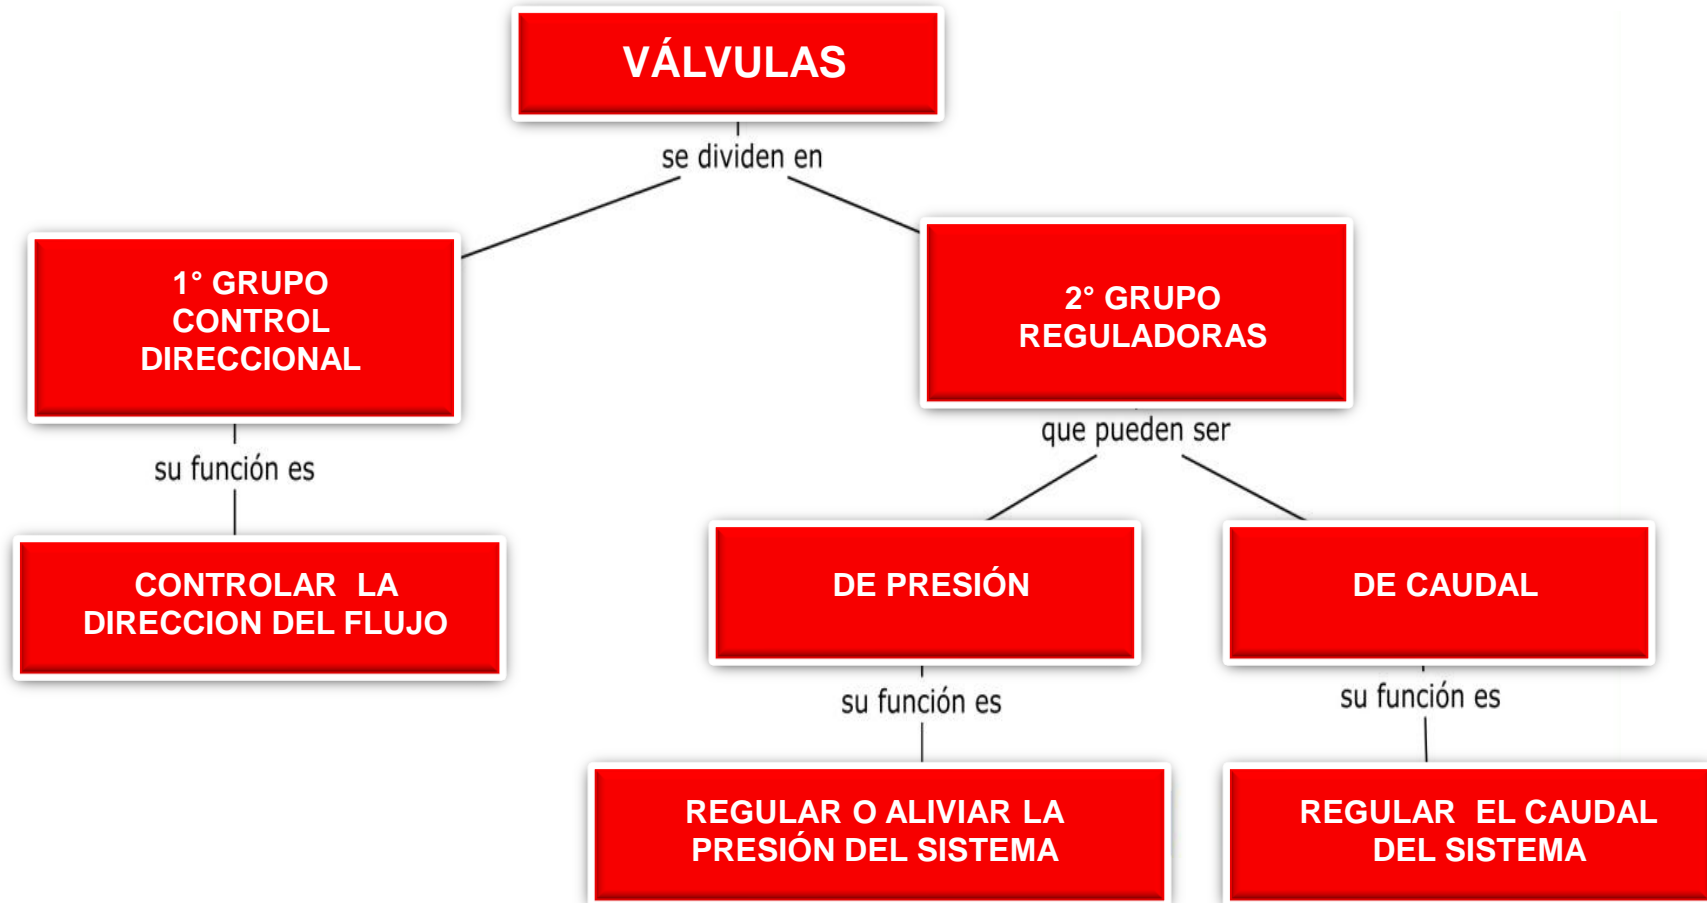 VÁLVULAS
se dividen en
1° GRUPO
CONTROL
DIRECCIONAL
2° GRUPO
REGULADORAS
su función es
que pueden ser
CONTROLAR LA
DIRECCION DEL FLUJO
DE PRESIÓN
DE CAUDAL
su función es
su función es
REGULAR O ALIVIAR LA
PRESIÓN DEL SISTEMA
REGULAR EL CAUDAL
DEL SISTEMA